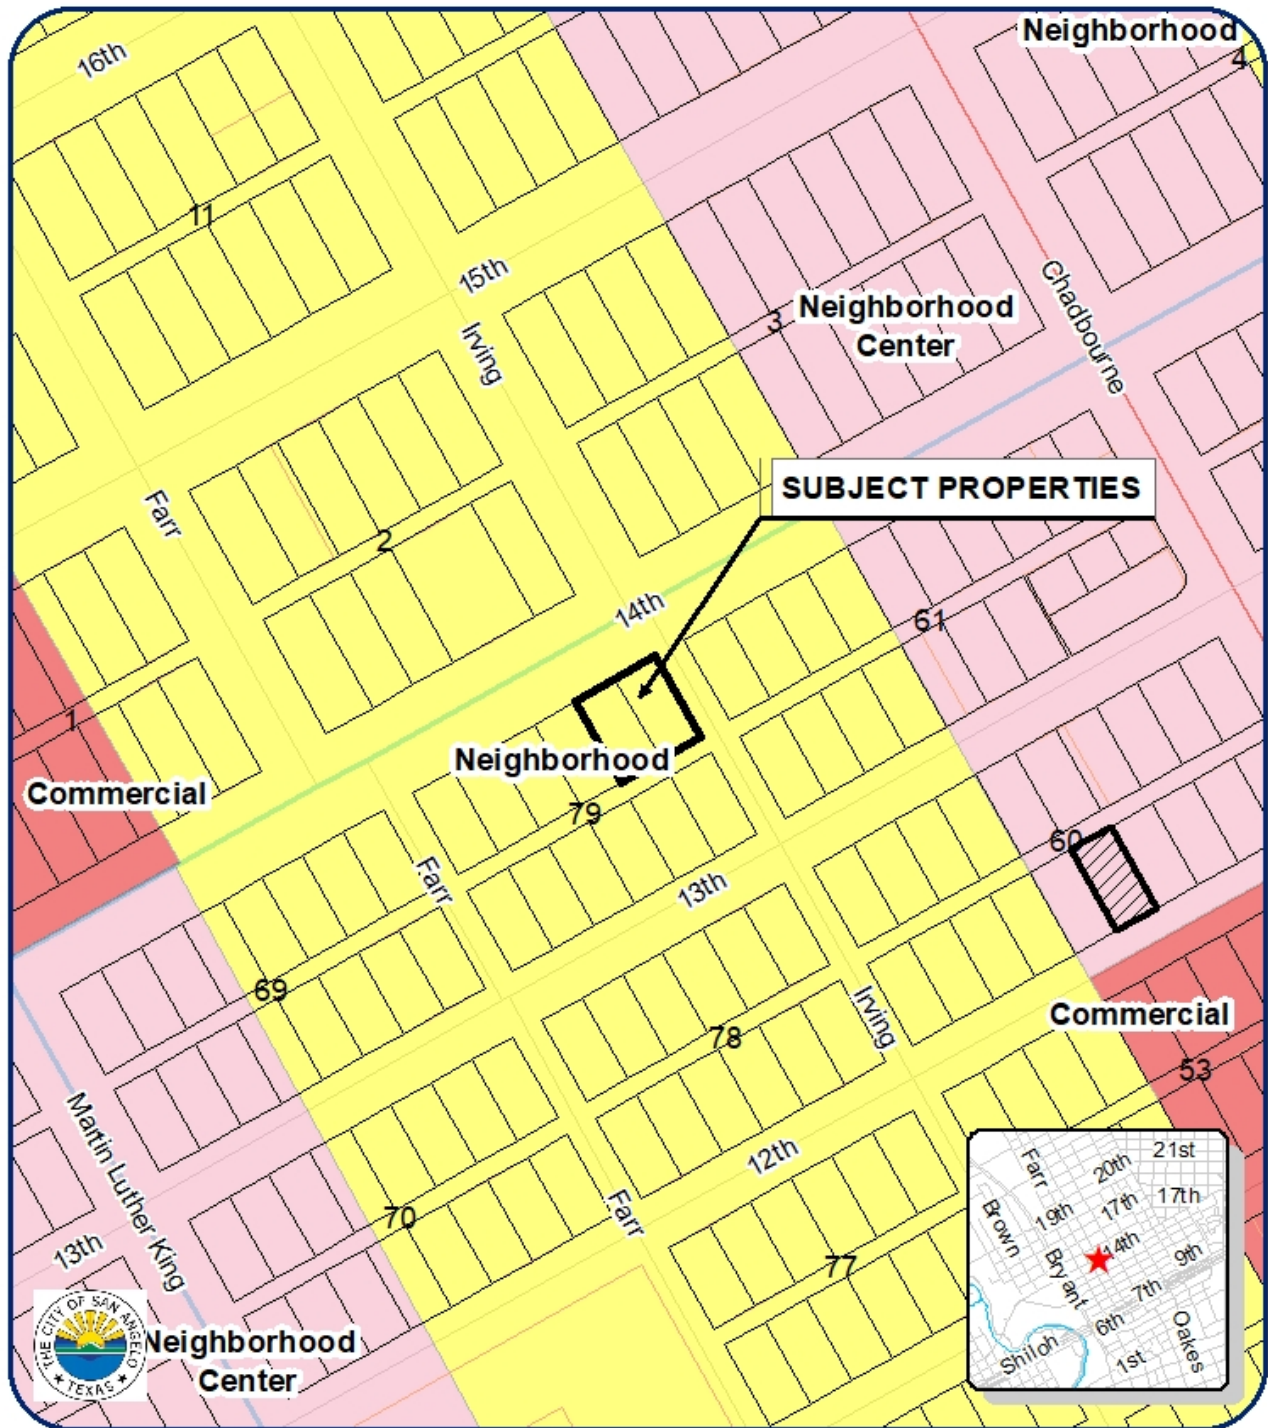 Neighborhood
4
16th
11
15th
Irving
3
Neighborhood
Center
Chadbourne
SUBJECT PROPERTIES
Farr
2
14th
61
1
Neighborhood
Commercial
79
60
Farr
13th
69
Irving
Commercial
78
53
Martin Luther King
12th
70
Farr
77
13th
Neighborhood
Center
THE CITY OF SAN ANGELO
TEXAS
21st
Farr
20th
17th
17th
19th
Brown
14th
9th
Bryant
7th
6th
Oakes
Shiloh
1st